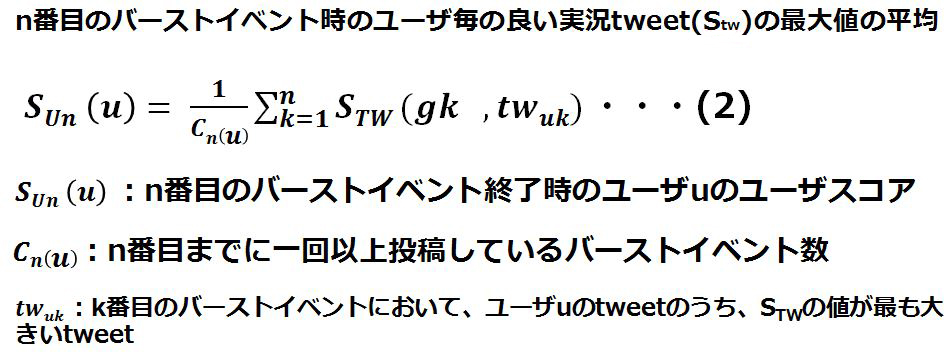 n番目のバーストイベント時のユーザ毎の良い実況tweet(Stw)の最大値の平均
S_{Un}(u) = \frac{1}{C_{n(u)}} \sum_{k=1}^{n} S_{TW}(gk , tw_{uk}) ・・・(2)
S_{Un}(u)：n番目のバーストイベント終了時のユーザuのユーザスコア
C_{n(u)}：n番目までに一回以上投稿しているバーストイベント数
tw_{uk}：k番目のバーストイベントにおいて、ユーザuのtweetのうち、S_{TW}の値が最も大
きいtweet